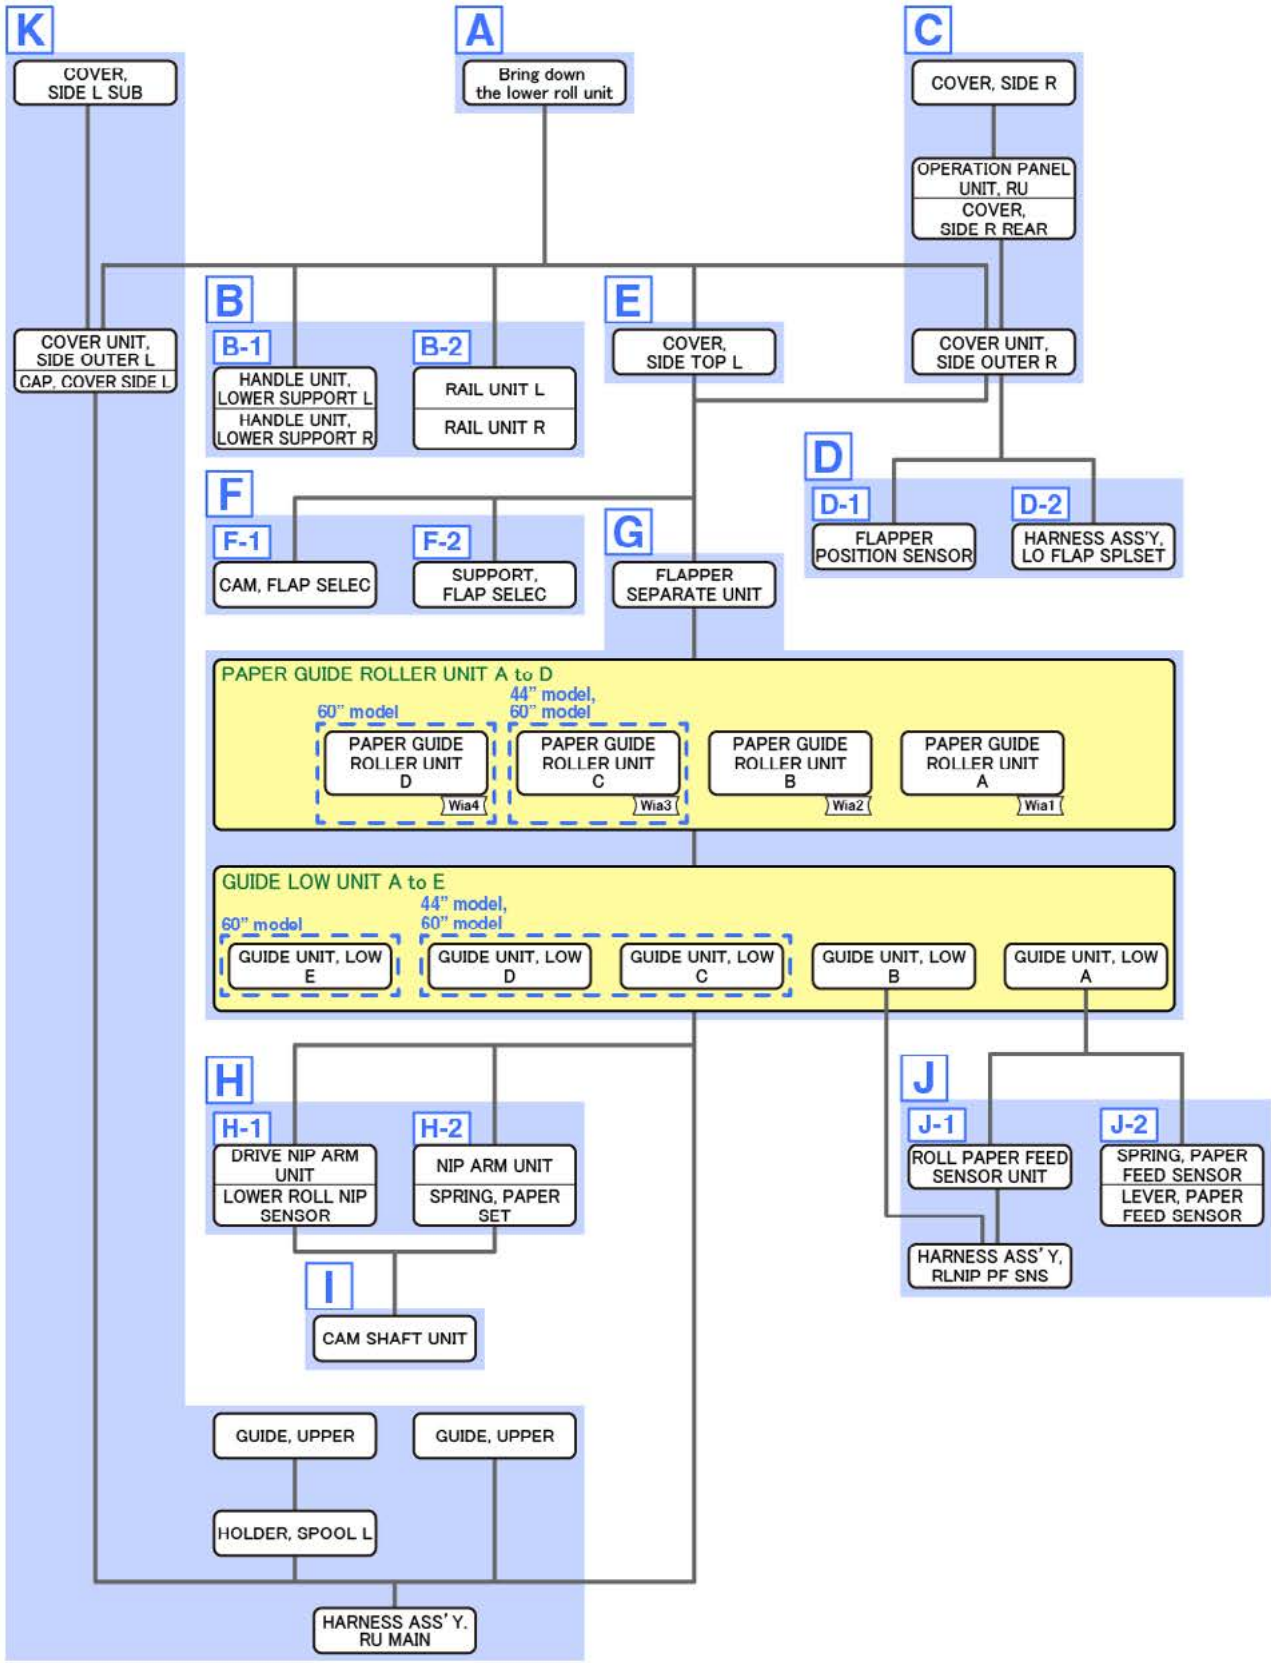 K
COVER,
SIDE L SUB
A
Bring down
the lower roll unit
C
COVER, SIDE R
OPERATION PANEL
UNIT, RU
COVER,
SIDE R REAR
COVER UNIT,
SIDE OUTER L
CAP, COVER SIDE L
B
B-1
HANDLE UNIT,
LOWER SUPPORT L
HANDLE UNIT,
LOWER SUPPORT R
B-2
RAIL UNIT L
RAIL UNIT R
E
COVER,
SIDE TOP L
COVER UNIT,
SIDE OUTER R
D
D-1
FLAPPER
POSITION SENSOR
D-2
HARNESS ASS'Y,
LO FLAP SPLSET
F
F-1
CAM, FLAP SELEC
F-2
SUPPORT,
FLAP SELEC
G
FLAPPER
SEPARATE UNIT
PAPER GUIDE ROLLER UNIT A to D
60" model
PAPER GUIDE
ROLLER UNIT
D
Wia4
44" model,
60" model
PAPER GUIDE
ROLLER UNIT
C
Wia3
PAPER GUIDE
ROLLER UNIT
B
Wia2
PAPER GUIDE
ROLLER UNIT
A
Wia1
GUIDE LOW UNIT A to E
60" model
GUIDE UNIT, LOW
E
44" model,
60" model
GUIDE UNIT, LOW
D
GUIDE UNIT, LOW
C
GUIDE UNIT, LOW
B
GUIDE UNIT, LOW
A
H
H-1
DRIVE NIP ARM
UNIT
LOWER ROLL NIP
SENSOR
H-2
NIP ARM UNIT
SPRING, PAPER
SET
I
CAM SHAFT UNIT
J
J-1
ROLL PAPER FEED
SENSOR UNIT
HARNESS ASS' Y,
RLNIP PF SNS
J-2
SPRING, PAPER
FEED SENSOR
LEVER, PAPER
FEED SENSOR
GUIDE, UPPER
GUIDE, UPPER
HOLDER, SPOOL L
HARNESS ASS' Y.
RU MAIN